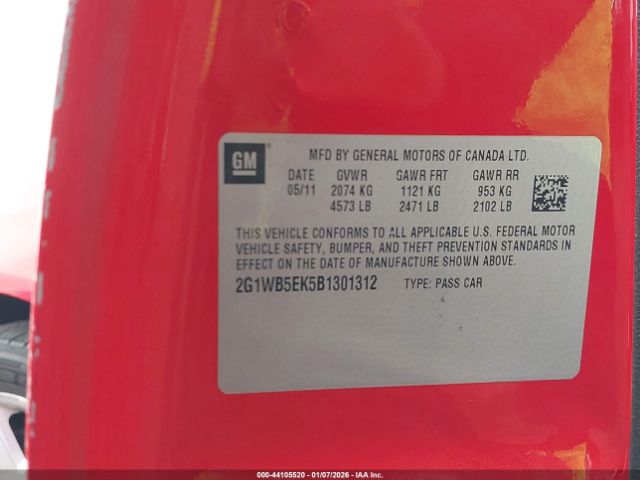 GM
MFD BY GENERAL MOTORS OF CANADA LTD.
DATE GVWR GAWR FRT GAWR RR
05/11 2074 KG 1121 KG 953 KG
4573 LB 2471 LB 2102 LB
THIS VEHICLE CONFORMS TO ALL APPLICABLE U.S. FEDERAL MOTOR
VEHICLE SAFETY, BUMPER, AND THEFT PREVENTION STANDARDS IN
EFFECT ON THE DATE OF MANUFACTURE SHOWN ABOVE.
2G1WB5EK5B1301312 TYPE: PASS CAR
000-44105520 | 01/07/2026 | IAA Inc.